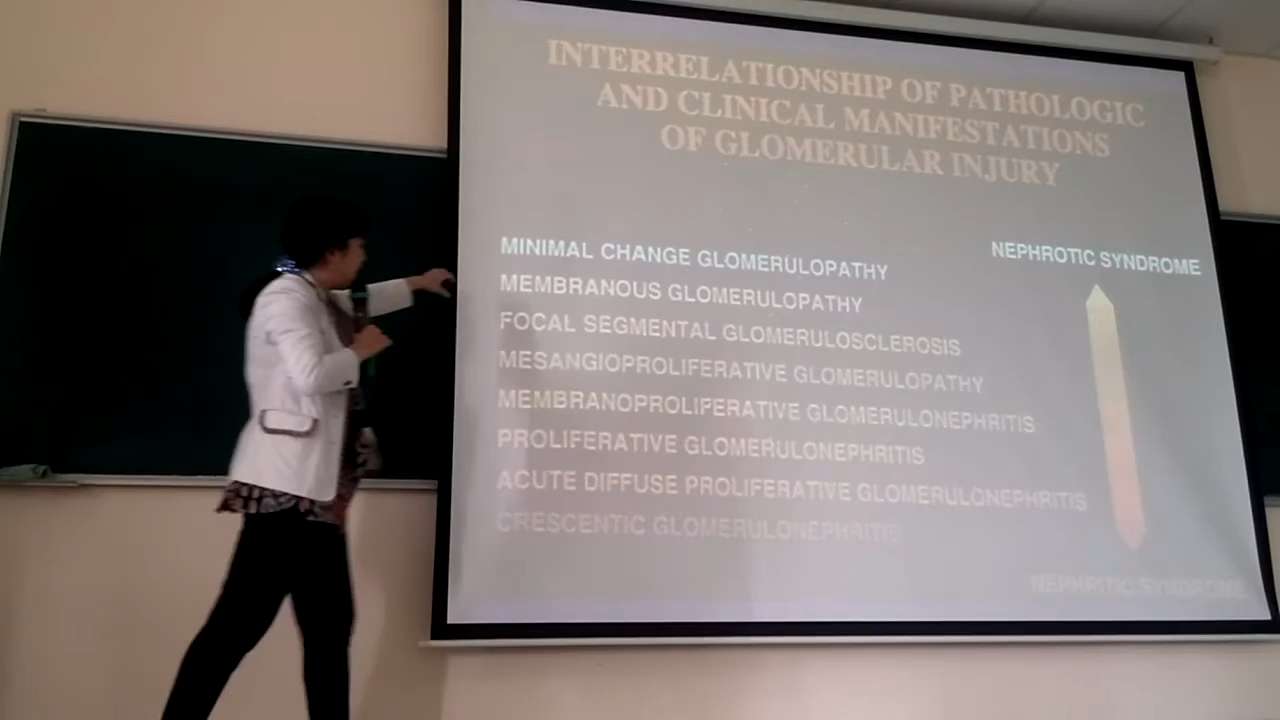 INTERRELATIONSHIP OF PATHOLOGIC
AND CLINICAL MANIFESTATIONS
OF GLOMERULAR INJURY
MINIMAL CHANGE GLOMERULOPATHY
MEMBRANOUS GLOMERULOPATHY
FOCAL SEGMENTAL GLOMERULOSCLEROSIS
MESANGIOPROLIFERATIVE GLOMERULOPATHY
MEMBRANOPROLIFERATIVE GLOMERULONEPHRITIS
PROLIFERATIVE GLOMERULONEPHRITIS
ACUTE DIFFUSE PROLIFERATIVE GLOMERULONEPHRITIS
CRESCENTIC GLOMERULONEPHRITIS
NEPHROTIC SYNDROME
NEPHRITIC SYNDROME